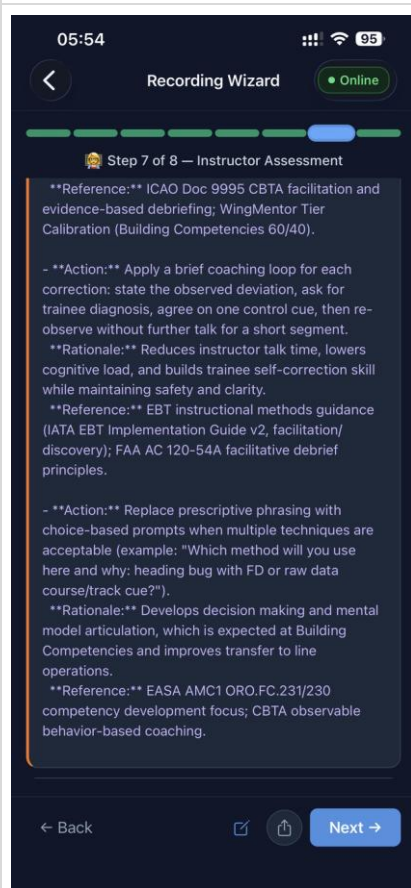 05:54
95
Recording Wizard
Online
Step 7 of 8 — Instructor Assessment
**Reference:** ICAO Doc 9995 CBTA facilitation and
evidence-based debriefing; WingMentor Tier
Calibration (Building Competencies 60/40).
- **Action:** Apply a brief coaching loop for each
correction: state the observed deviation, ask for
trainee diagnosis, agree on one control cue, then re-
observe without further talk for a short segment.
**Rationale:** Reduces instructor talk time, lowers
cognitive load, and builds trainee self-correction skill
while maintaining safety and clarity.
**Reference:** EBT instructional methods guidance
(IATA EBT Implementation Guide v2, facilitation/
discovery); FAA AC 120-54A facilitative debrief
principles.
- **Action:** Replace prescriptive phrasing with
choice-based prompts when multiple techniques are
acceptable (example: "Which method will you use
here and why: heading bug with FD or raw data
course/track cue?").
**Rationale:** Develops decision making and mental
model articulation, which is expected at Building
Competencies and improves transfer to line
operations.
**Reference:** EASA AMC1 ORO.FC.231/230
competency development focus; CBTA observable
behavior-based coaching.
← Back
Next →